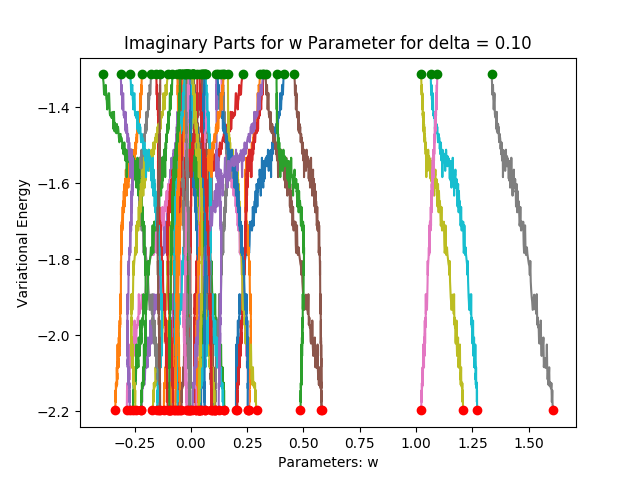 Imaginary Parts for w Parameter for delta = 0.10
Variational Energy
−1.4
−1.6
−1.8
−2.0
−2.2
−0.25 0.00 0.25 0.50 0.75 1.00 1.25 1.50
Parameters: w